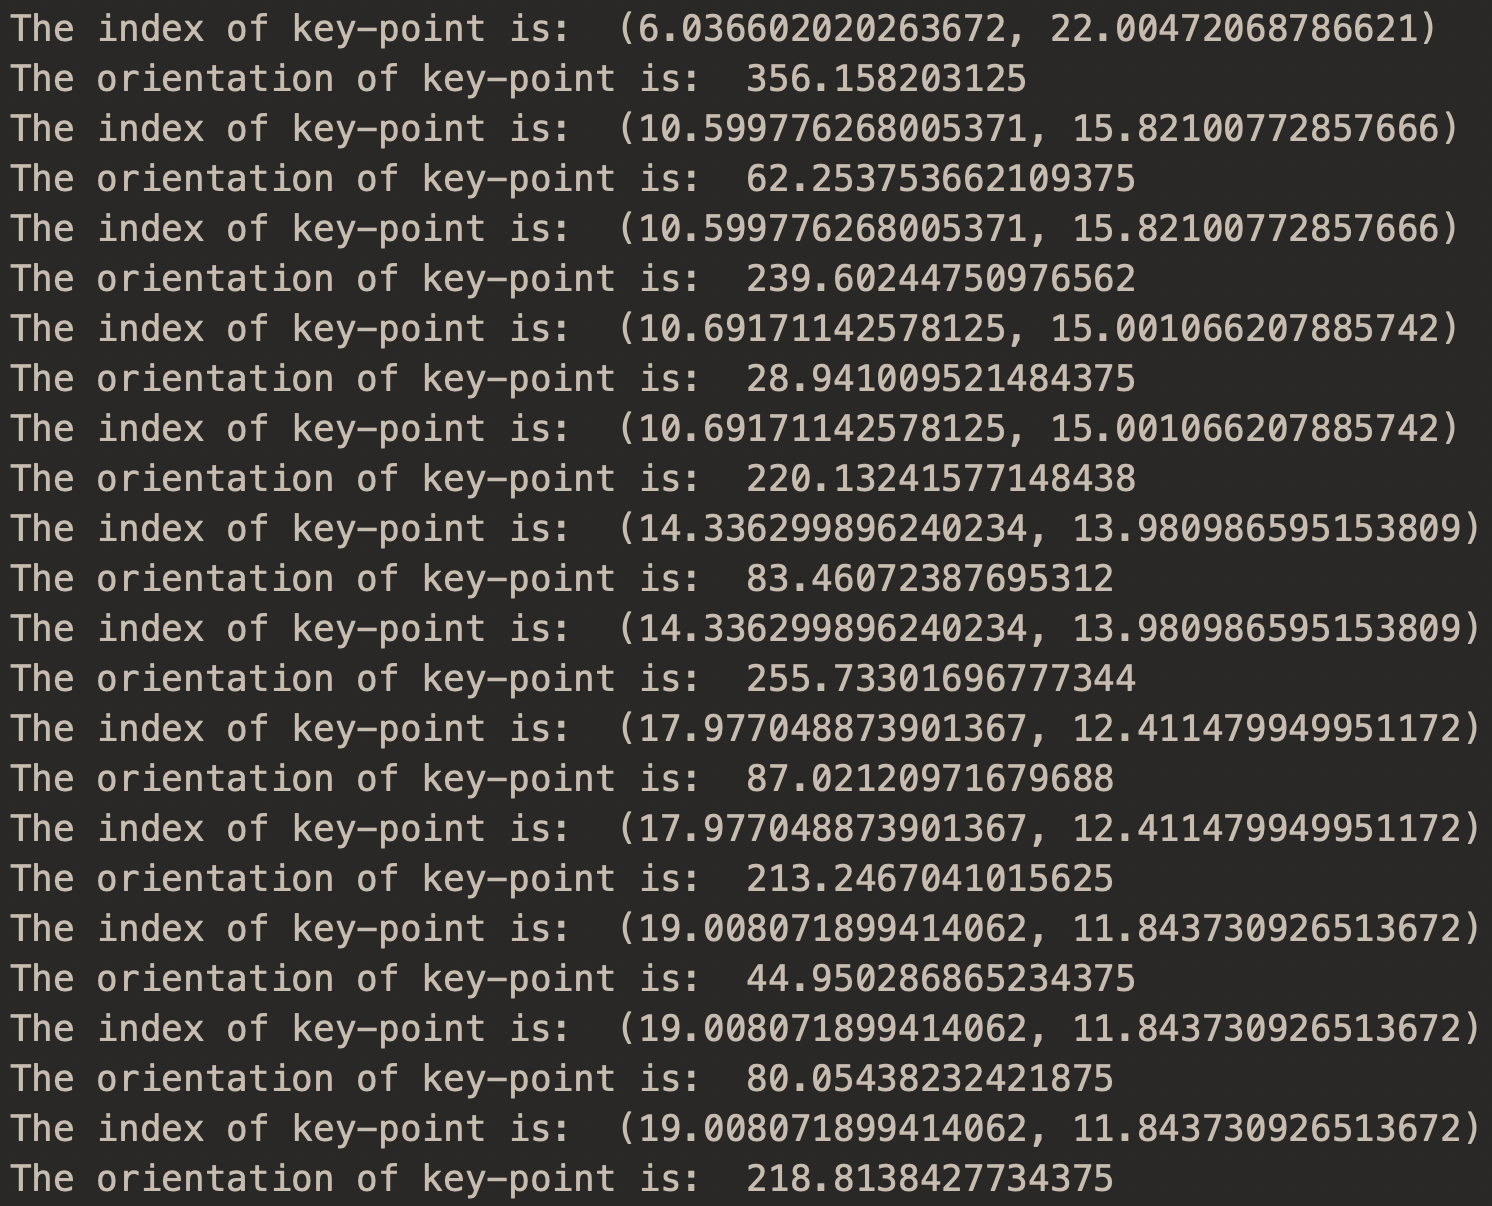 The index of key-point is:  (6.036602020263672, 22.00472068786621)
The orientation of key-point is:  356.158203125
The index of key-point is:  (10.599776268005371, 15.82100772857666)
The orientation of key-point is:  62.253753662109375
The index of key-point is:  (10.599776268005371, 15.82100772857666)
The orientation of key-point is:  239.60244750976562
The index of key-point is:  (10.69171142578125, 15.001066207885742)
The orientation of key-point is:  28.941009521484375
The index of key-point is:  (10.69171142578125, 15.001066207885742)
The orientation of key-point is:  220.13241577148438
The index of key-point is:  (14.336299896240234, 13.980986595153809)
The orientation of key-point is:  83.46072387695312
The index of key-point is:  (14.336299896240234, 13.980986595153809)
The orientation of key-point is:  255.73301696777344
The index of key-point is:  (17.977048873901367, 12.411479949951172)
The orientation of key-point is:  87.02120971679688
The index of key-point is:  (17.977048873901367, 12.411479949951172)
The orientation of key-point is:  213.2467041015625
The index of key-point is:  (19.008071899414062, 11.843730926513672)
The orientation of key-point is:  44.950286865234375
The index of key-point is:  (19.008071899414062, 11.843730926513672)
The orientation of key-point is:  80.05438232421875
The index of key-point is:  (19.008071899414062, 11.843730926513672)
The orientation of key-point is:  218.8138427734375